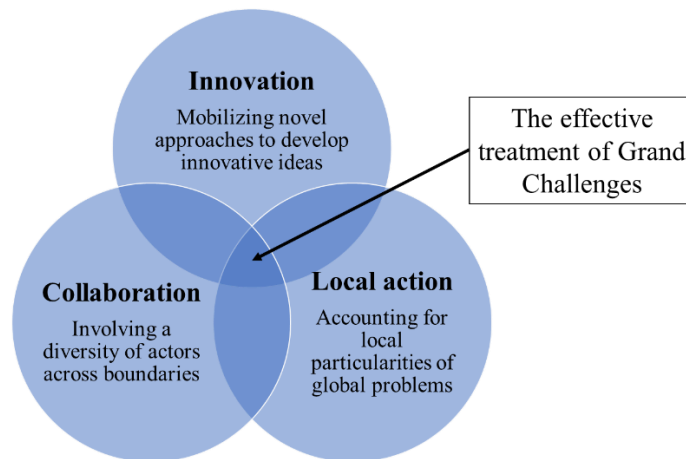 Innovation
Mobilizing novel
approaches to develop
innovative ideas
The effective
treatment of Grand
Challenges
Collaboration
Involving a
diversity of actors
across boundaries
Local action
Accounting for
local
particularities of
global problems